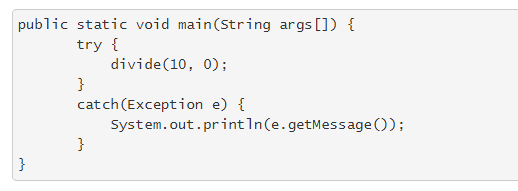 public static void main(String args[]) {
try {
divide(10, 0);
}
catch(Exception e) {
System.out.println(e.getMessage());
}
}